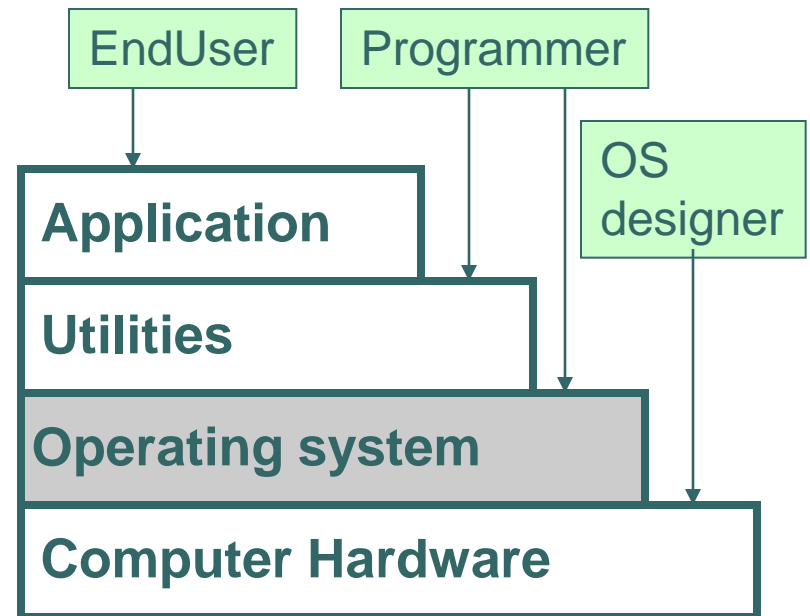 EndUser
Programmer
OS
designer
Application
Utilities
Operating system
Computer Hardware